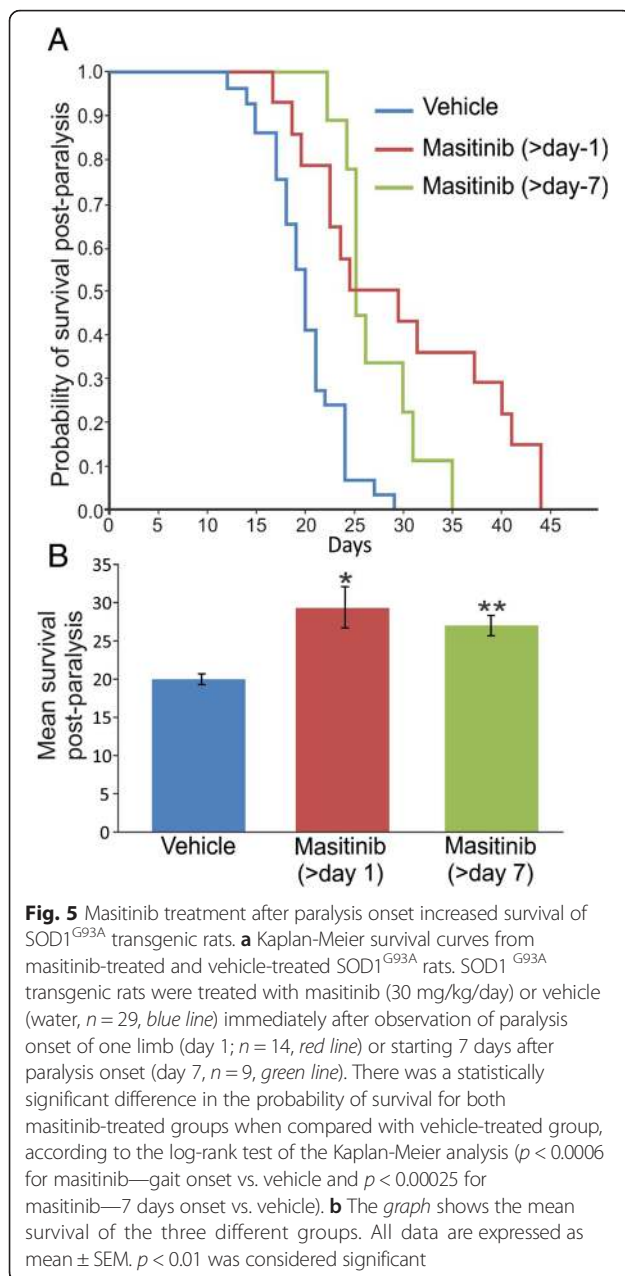 A
1.0
0.9
0.8
0.7
0.6
0.5
0.4
0.3
0.2
0.1
0.0
Probability of survival post-paralysis
Vehicle
Masitinib (>day-1)
Masitinib (>day-7)
0 5 10 15 20 25 30 35 40 45
Days
B
35
30
25
20
15
10
5
0
Mean survival
post-paralysis
*
**
Vehicle Masitinib Masitinib
(>day 1) (>day 7)
Fig. 5 Masitinib treatment after paralysis onset increased survival of
SOD1G93A transgenic rats. a Kaplan-Meier survival curves from
masitinib-treated and vehicle-treated SOD1G93A rats. SOD1 G93A
transgenic rats were treated with masitinib (30 mg/kg/day) or vehicle
(water, n = 29, blue line) immediately after observation of paralysis
onset of one limb (day 1; n = 14, red line) or starting 7 days after
paralysis onset (day 7, n = 9, green line). There was a statistically
significant difference in the probability of survival for both
masitinib-treated groups when compared with vehicle-treated group,
according to the log-rank test of the Kaplan-Meier analysis (p < 0.0006
for masitinib—gait onset vs. vehicle and p < 0.00025 for
masitinib—7 days onset vs. vehicle). b The graph shows the mean
survival of the three different groups. All data are expressed as
mean ± SEM. p < 0.01 was considered significant